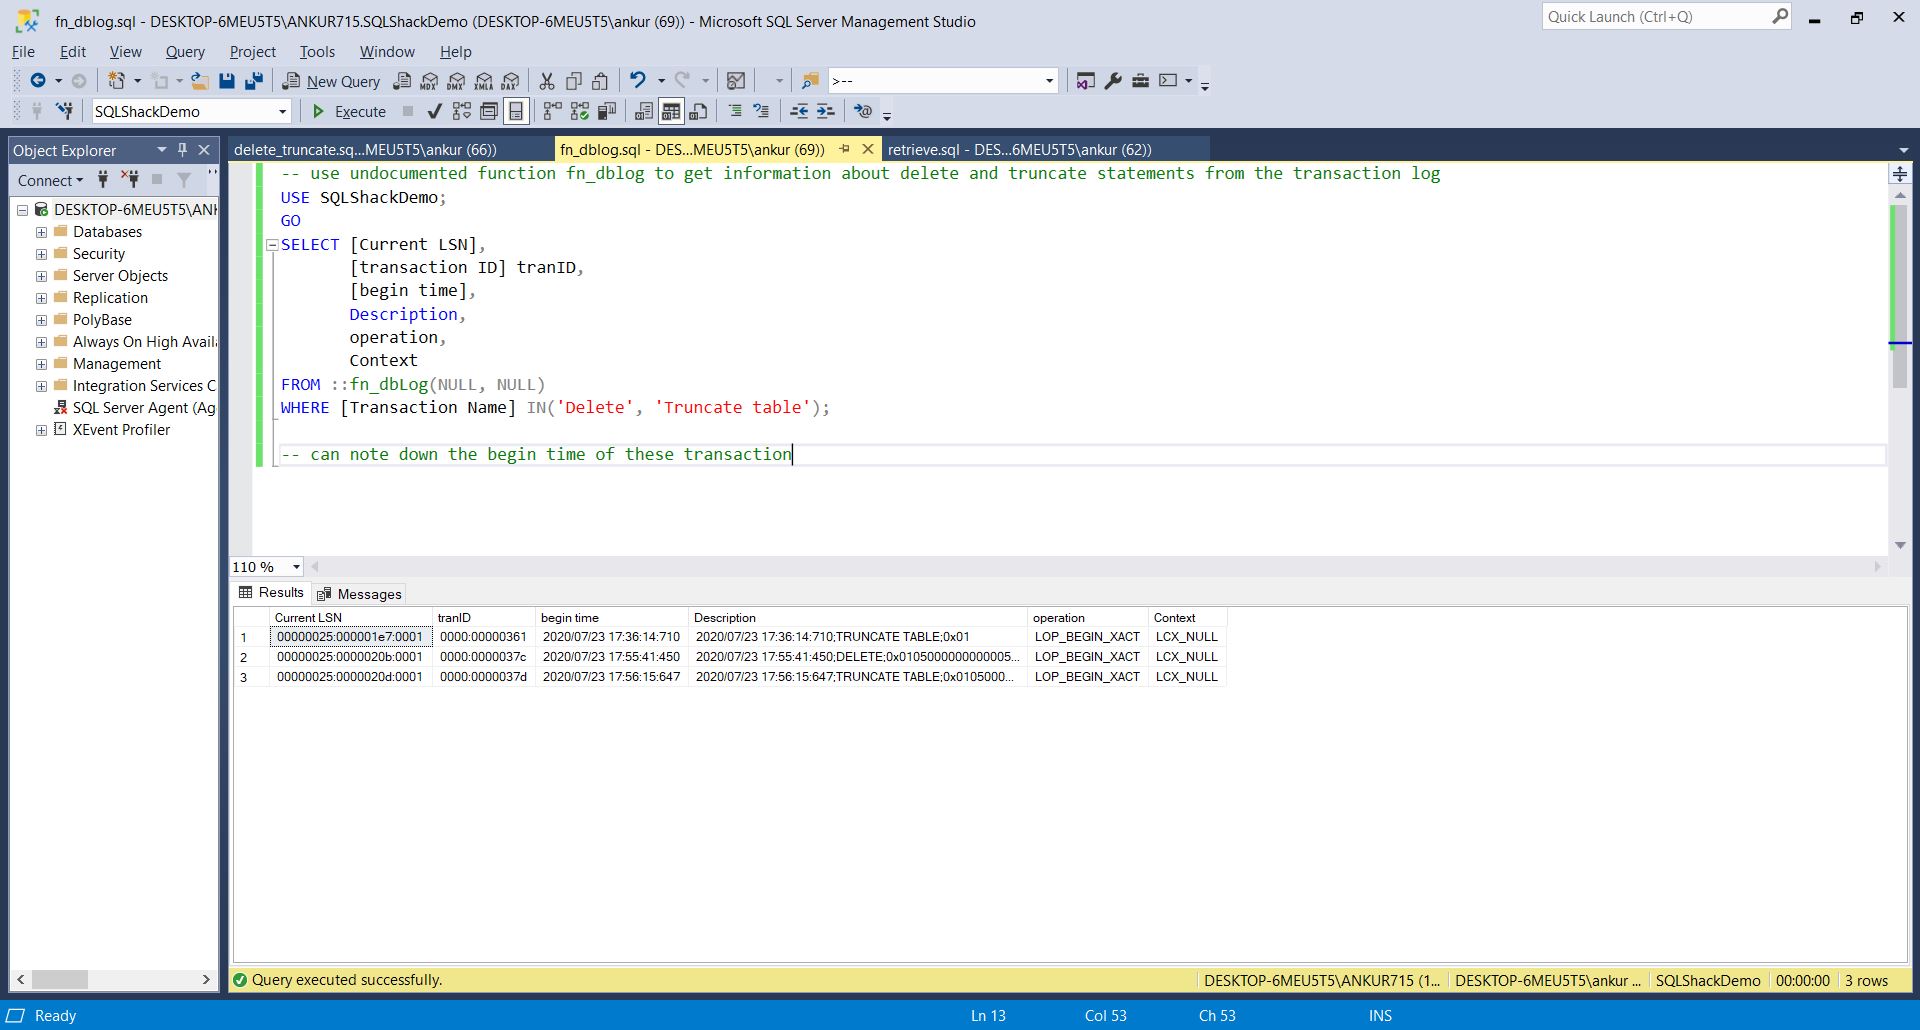 fn_dblog.sql - DESKTOP-6MEU5T5\ANKUR715.SQLShackDemo (DESKTOP-6MEU5T5\ankur (69)) - Microsoft SQL Server Management Studio
Quick Launch (Ctrl+Q)
File Edit View Query Project Tools Window Help
New Query MDX DMX XMLA DAX >--
SQLShackDemo Execute
Object Explorer
delete_truncate.sq...MEU5T5\ankur (66))
fn_dblog.sql - DES...MEU5T5\ankur (69))
retrieve.sql - DES...6MEU5T5\ankur (62))
Connect
DESKTOP-6MEU5T5\ANK
Databases
Security
Server Objects
Replication
PolyBase
Always On High Avail
Management
Integration Services C
SQL Server Agent (Ag
XEvent Profiler
-- use undocumented function fn_dblog to get information about delete and truncate statements from the transaction log
USE SQLShackDemo;
GO
SELECT [Current LSN],
[transaction ID] tranID,
[begin time],
Description,
operation,
Context
FROM ::fn_dbLog(NULL, NULL)
WHERE [Transaction Name] IN('Delete', 'Truncate table');
-- can note down the begin time of these transaction
110 %
Results Messages
Current LSN tranID begin time Description operation Context
1 00000025:000001e7:0001 0000:00000361 2020/07/23 17:36:14:710 2020/07/23 17:36:14:710;TRUNCATE TABLE;0x01 LOP_BEGIN_XACT LCX_NULL
2 00000025:0000020b:0001 0000:0000037c 2020/07/23 17:55:41:450 2020/07/23 17:55:41:450;DELETE;0x0105000000000005... LOP_BEGIN_XACT LCX_NULL
3 00000025:0000020d:0001 0000:0000037d 2020/07/23 17:56:15:647 2020/07/23 17:56:15:647;TRUNCATE TABLE;0x0105000... LOP_BEGIN_XACT LCX_NULL
Query executed successfully. DESKTOP-6MEU5T5\ANKUR715 (1... DESKTOP-6MEU5T5\ankur ... SQLShackDemo 00:00:00 3 rows
Ready Ln 13 Col 53 Ch 53 INS